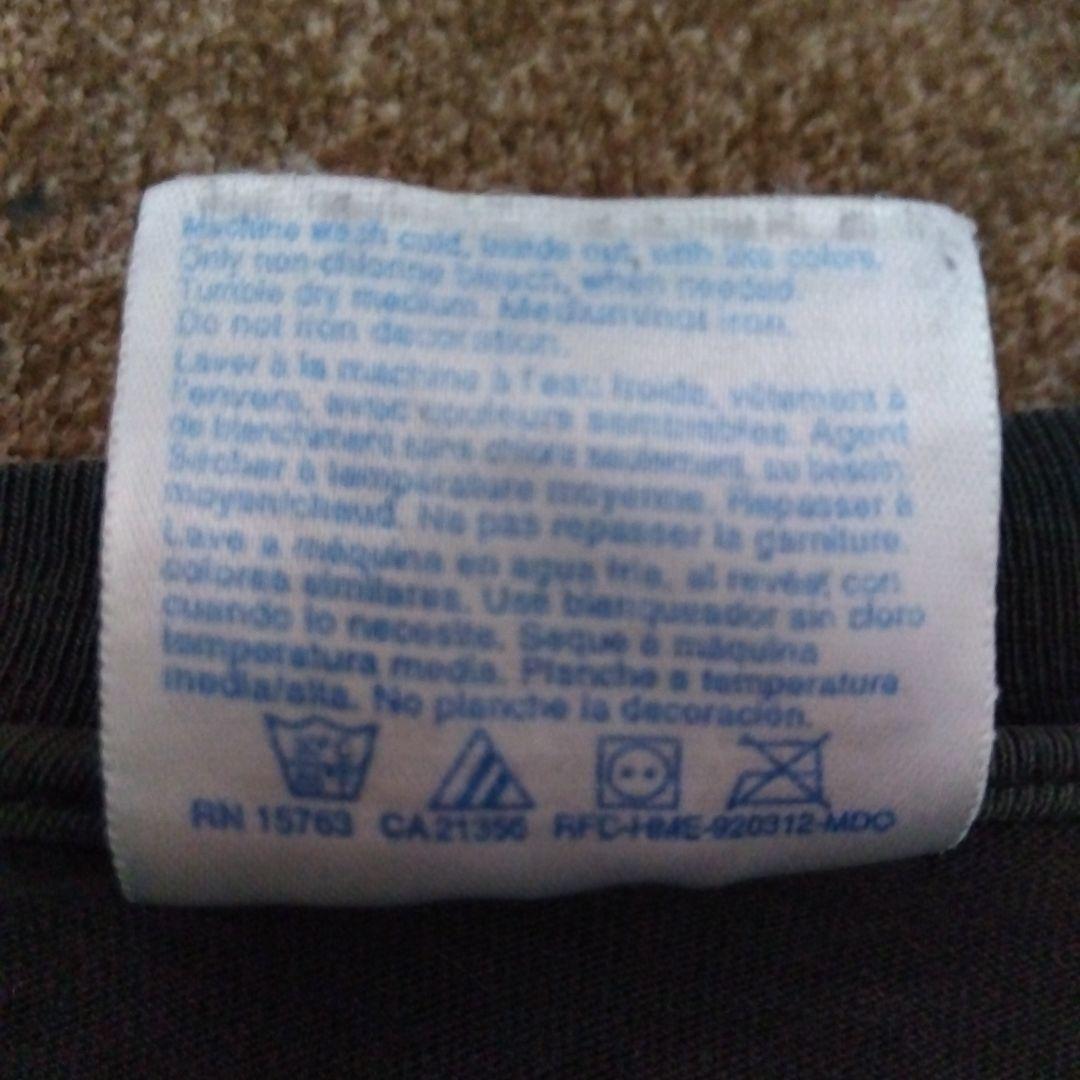 Machine wash cold, inside out, with like colors.
Only non-chlorine bleach, when needed.
Tumble dry medium. Medium/hot iron.
Do not iron decoration.
Laver à la machine à l'eau froide, vêtement à
l'envers, avec couleurs semblables. Agent
de blanchiment sans chlore seulement, au besoin.
Sécher à température moyenne. Repasser à
moyen/chaud. Ne pas repasser la garniture.
Lave a máquina en agua fría, al revés, con
colores similares. Use blanqueador sin cloro
cuando lo necesite. Seque a máquina
temperatura media. Planche a temperatura
media/alta. No planche la decoración.
RN 15763 CA21356 RFC-HME-920312-MDO